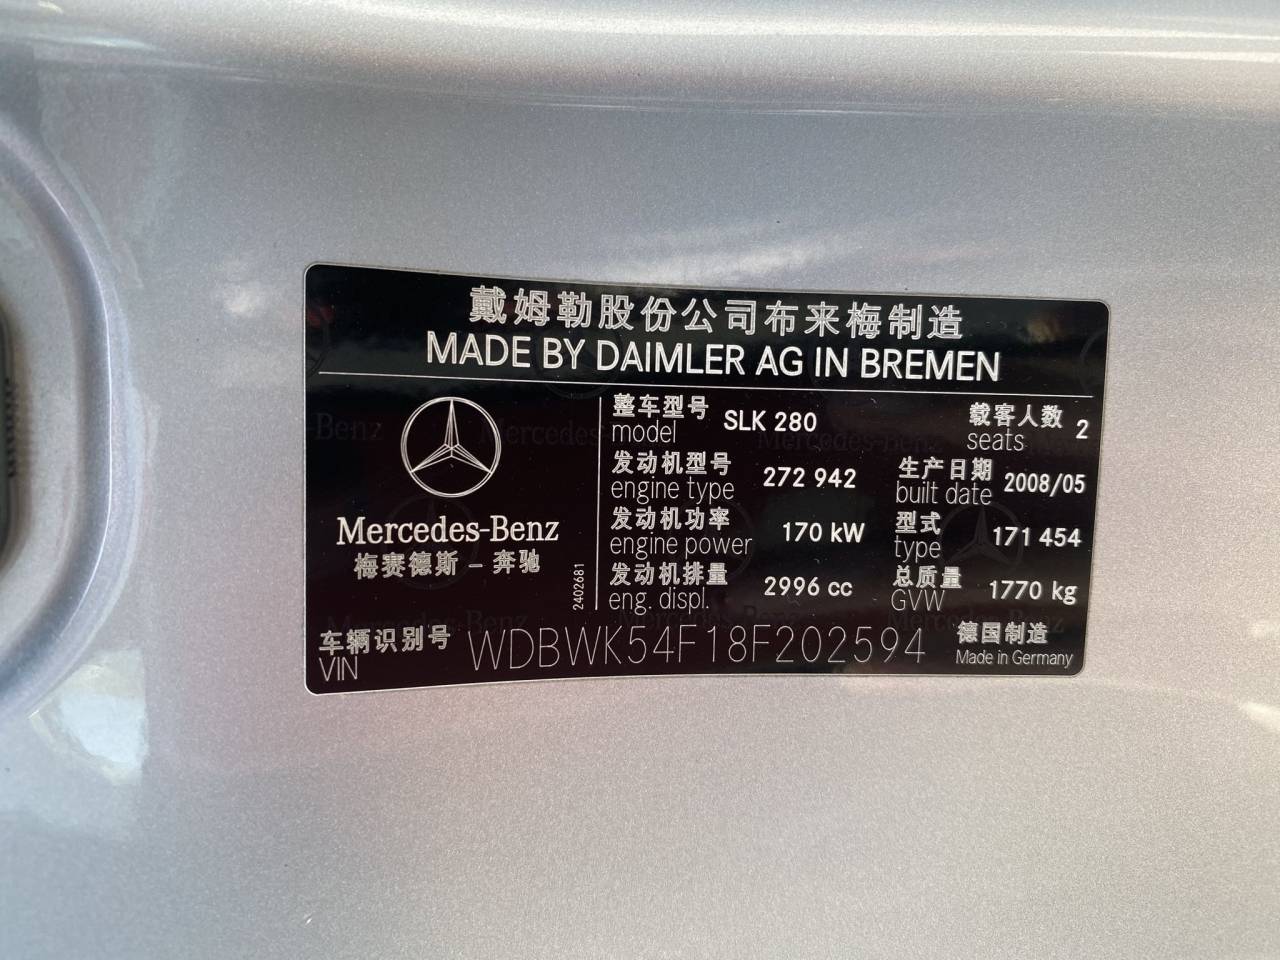 戴姆勒股份公司布来梅制造
MADE BY DAIMLER AG IN BREMEN
Mercedes-Benz
梅赛德斯 - 奔驰
2402681
整车型号 SLK 280 载客人数 2
model seats
发动机型号 272 942 生产日期 2008/05
engine type built date
发动机功率 170 kW 型式 171 454
engine power type
发动机排量 2996 cc 总质量 1770 kg
eng. displ. GVW
车辆识别号 WDBWK54F18F202594 德国制造
VIN Made in Germany